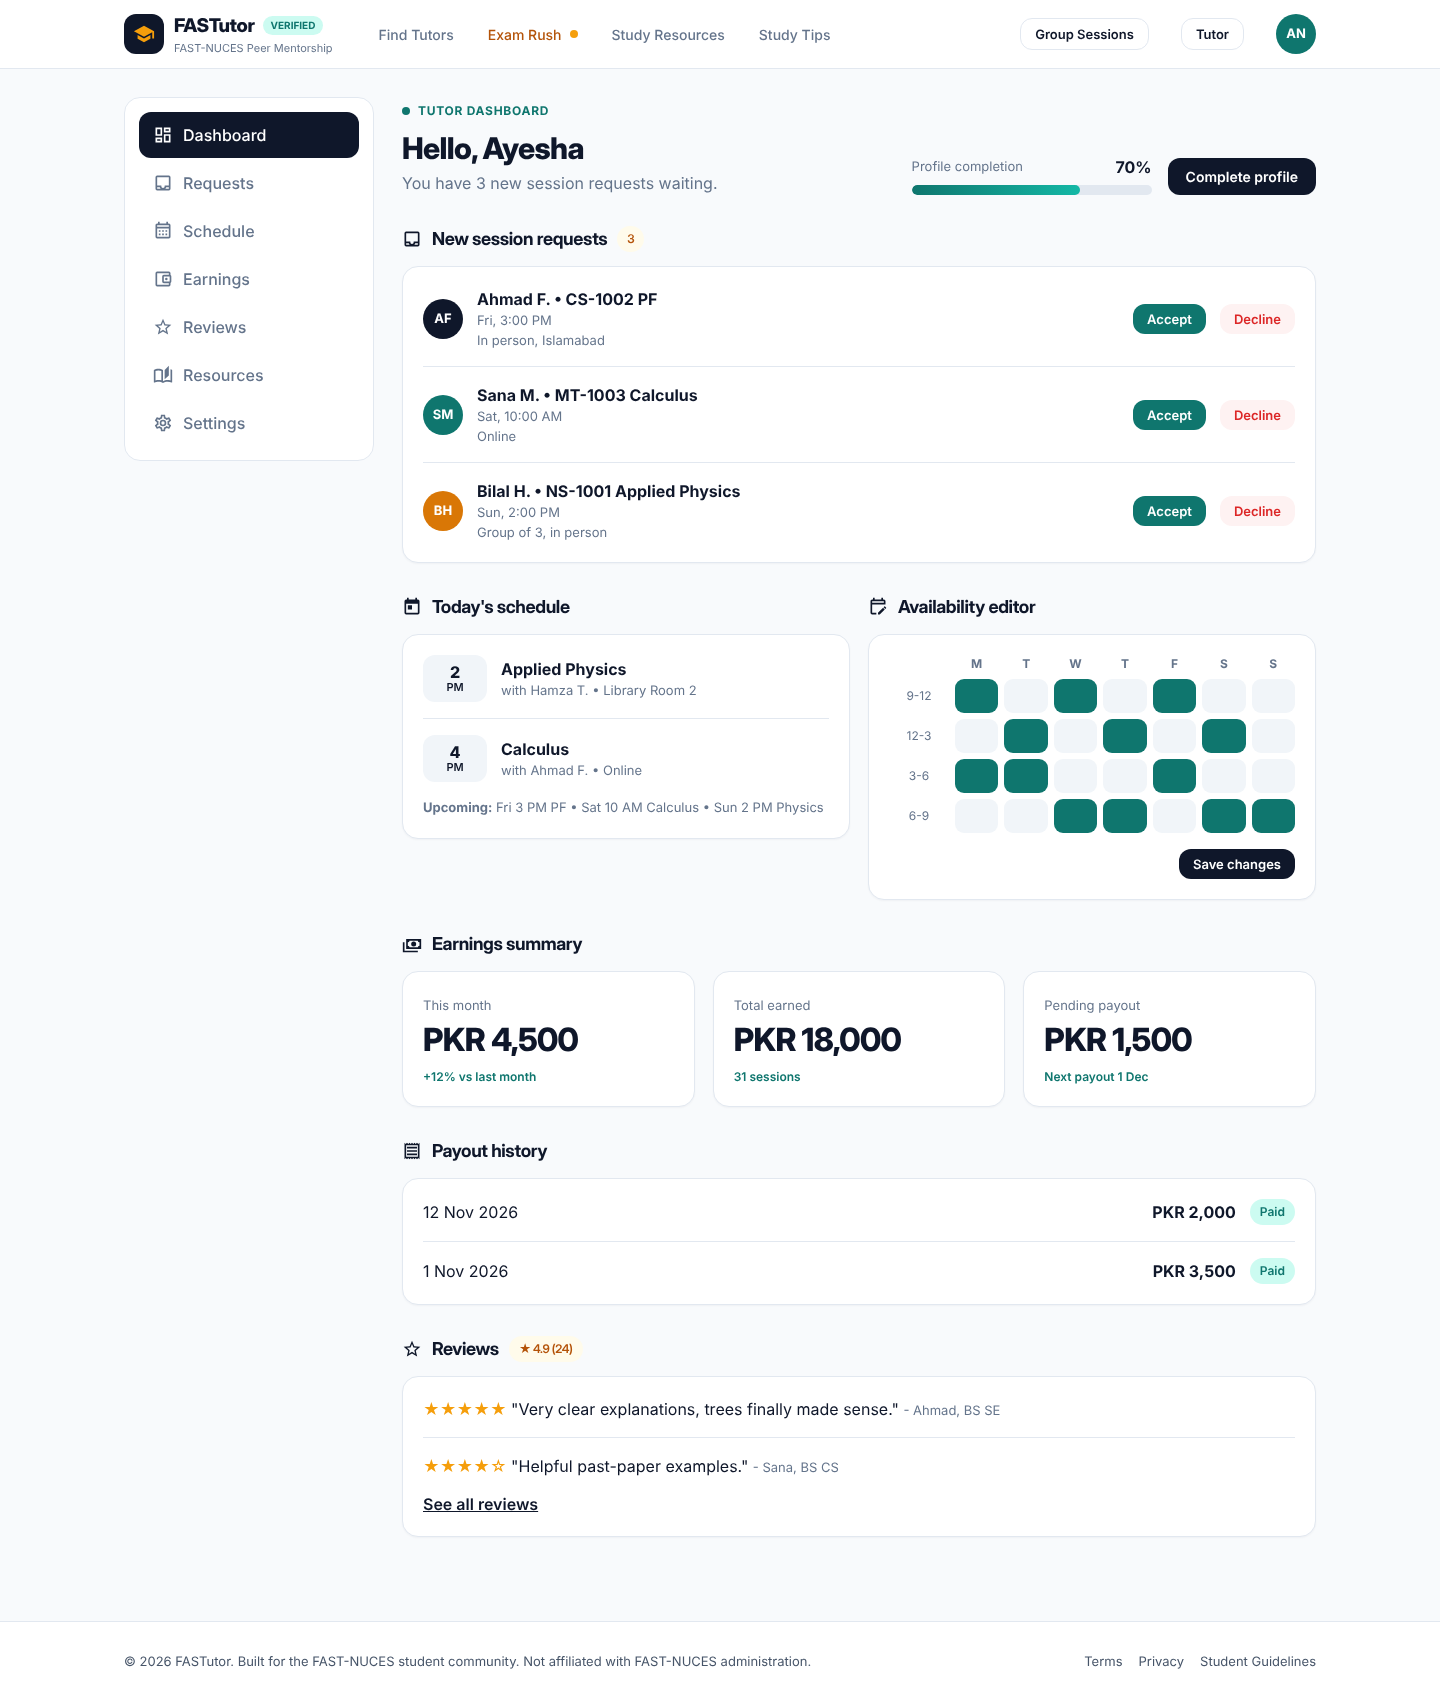 FASTutor VERIFIED
FAST-NUCES Peer Mentorship
Find Tutors
Exam Rush
Study Resources
Study Tips
Group Sessions
Tutor
AN
Dashboard
Requests
Schedule
Earnings
Reviews
Resources
Settings
TUTOR DASHBOARD
Hello, Ayesha
You have 3 new session requests waiting.
Profile completion 70%
Complete profile
New session requests 3
AF
Ahmad F. • CS-1002 PF
Fri, 3:00 PM
In person, Islamabad
Accept
Decline
SM
Sana M. • MT-1003 Calculus
Sat, 10:00 AM
Online
Accept
Decline
BH
Bilal H. • NS-1001 Applied Physics
Sun, 2:00 PM
Group of 3, in person
Accept
Decline
Today's schedule
2
PM
Applied Physics
with Hamza T. • Library Room 2
4
PM
Calculus
with Ahmad F. • Online
Upcoming: Fri 3 PM PF • Sat 10 AM Calculus • Sun 2 PM Physics
Availability editor
M T W T F S S
9-12
12-3
3-6
6-9
Save changes
Earnings summary
This month
PKR 4,500
+12% vs last month
Total earned
PKR 18,000
31 sessions
Pending payout
PKR 1,500
Next payout 1 Dec
Payout history
12 Nov 2026 PKR 2,000 Paid
1 Nov 2026 PKR 3,500 Paid
Reviews ★ 4.9 (24)
★★★★★ "Very clear explanations, trees finally made sense." - Ahmad, BS SE
★★★★☆ "Helpful past-paper examples." - Sana, BS CS
See all reviews
© 2026 FASTutor. Built for the FAST-NUCES student community. Not affiliated with FAST-NUCES administration.
Terms
Privacy
Student Guidelines